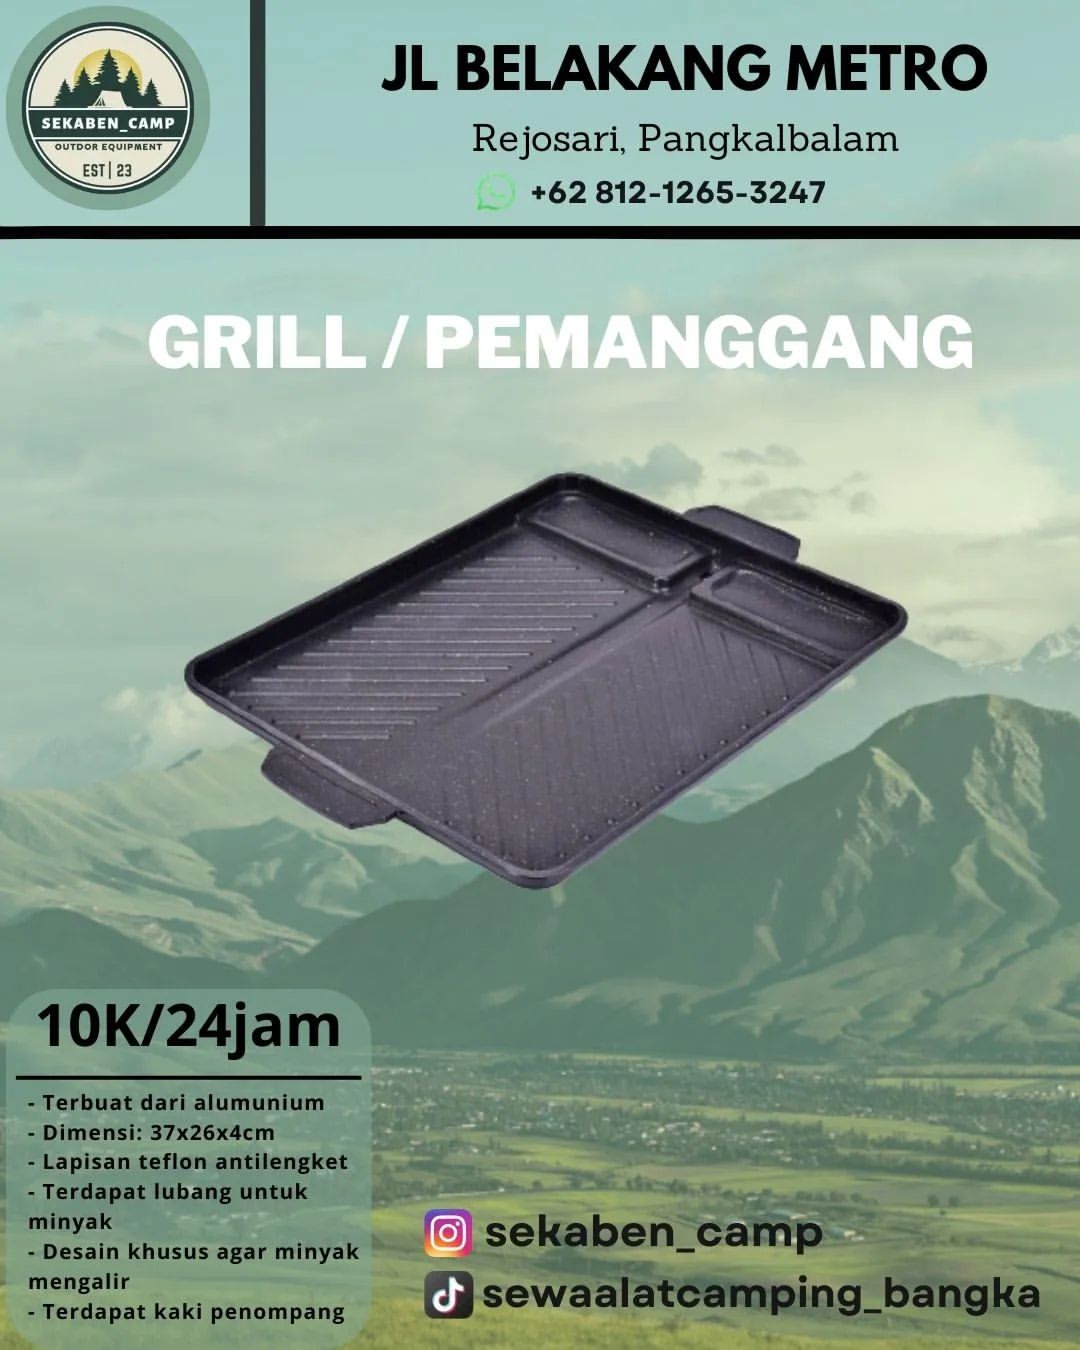 SEKABEN_CAMP
OUTDOR EQUIPMENT
EST| 23
JL BELAKANG METRO
Rejosari, Pangkalbalam
+62 812-1265-3247
GRILL / PEMANGGANG
10K/24jam
- Terbuat dari alumunium
- Dimensi: 37x26x4cm
- Lapisan teflon antilengket
- Terdapat lubang untuk
minyak
- Desain khusus agar minyak
mengalir
- Terdapat kaki penompang
sekaben_camp
sewaalatcamping_bangka